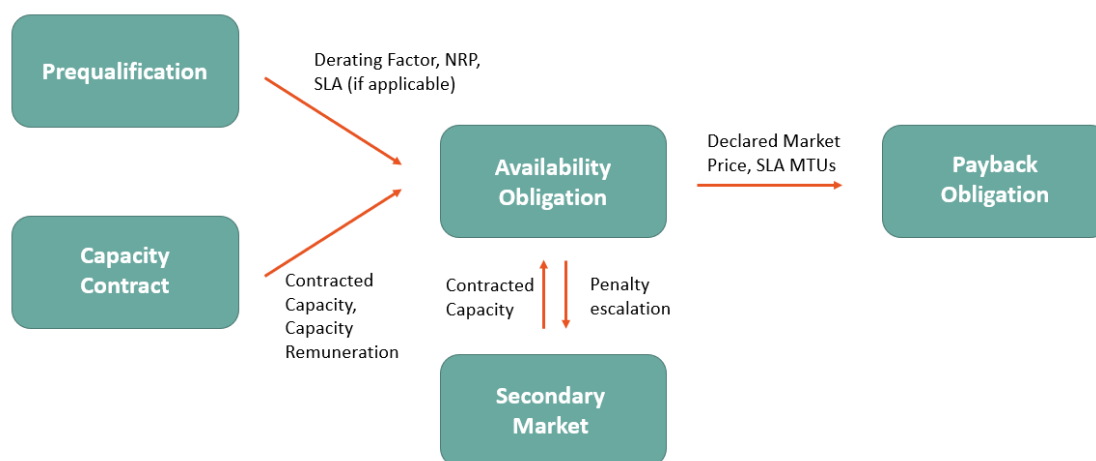 Prequalification
Derating Factor, NRP,
SLA (if applicable)
Availability
Obligation
Declared Market
Price, SLA MTUs
Payback
Obligation
Capacity
Contract
Contracted
Capacity,
Capacity
Remuneration
Contracted
Capacity
Penalty
escalation
Secondary
Market